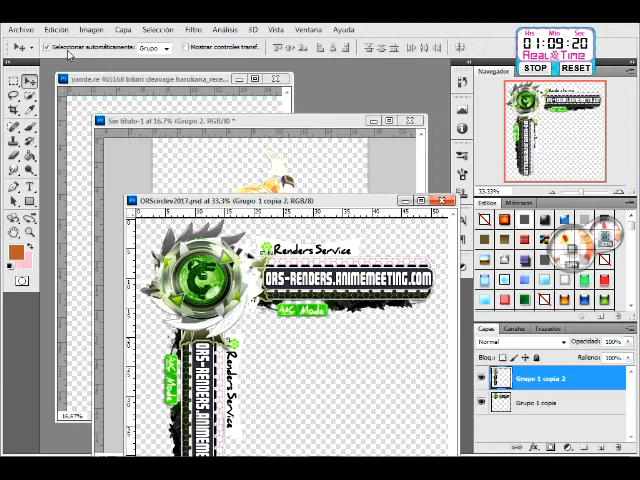 Archivo Edición Imagen Capa Selección Filtro Análisis 3D Vista Ventana Ayuda
Hrs Min Sec
01:09:20
Real&Time
STOP RESET
Seleccionar automáticamente: Grupo Mostrar controles transf.
Navegador
yande.re 465168 bikini cleavage harukana_rece...
Sin título-1 al 16,7% (Grupo 2, RGB/8) *
ORScirclev2017.psd al 33,3% (Grupo 1 copia 2, RGB/8)
33.33%
Estilos Máscaras
Renders Service
ORS-RENDERS.ANIMEMEETING.COM
AIC Mode
Renders Service
ORS-RENDERS.ANIMEME
AIC Mode
Capas Canales Trazados
Normal Opacidad: 100%
Bloq.: Relleno: 100%
Grupo 1 copia 2
Grupo 1 copia
16,67%